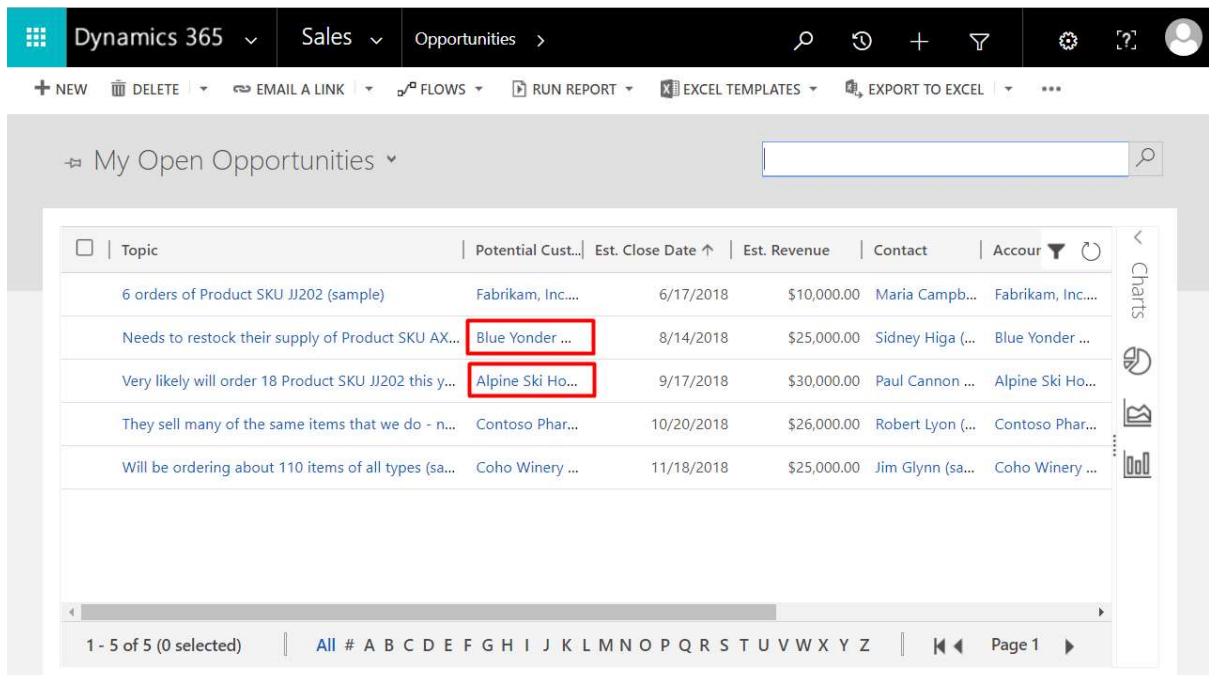 Dynamics 365 Sales Opportunities
NEW DELETE EMAIL A LINK FLOWS RUN REPORT EXCEL TEMPLATES EXPORT TO EXCEL ...
My Open Opportunities
Topic Potential Cust... Est. Close Date ↑ Est. Revenue Contact Accour
6 orders of Product SKU JJ202 (sample) Fabrikam, Inc.... 6/17/2018 $10,000.00 Maria Campb... Fabrikam, Inc....
Needs to restock their supply of Product SKU AX... Blue Yonder ... 8/14/2018 $25,000.00 Sidney Higa (... Blue Yonder ...
Very likely will order 18 Product SKU JJ202 this y... Alpine Ski Ho... 9/17/2018 $30,000.00 Paul Cannon ... Alpine Ski Ho...
They sell many of the same items that we do - n... Contoso Phar... 10/20/2018 $26,000.00 Robert Lyon (... Contoso Phar...
Will be ordering about 110 items of all types (sa... Coho Winery ... 11/18/2018 $25,000.00 Jim Glynn (sa... Coho Winery ...
Charts
1 - 5 of 5 (0 selected) All # A B C D E F G H I J K L M N O P Q R S T U V W X Y Z Page 1